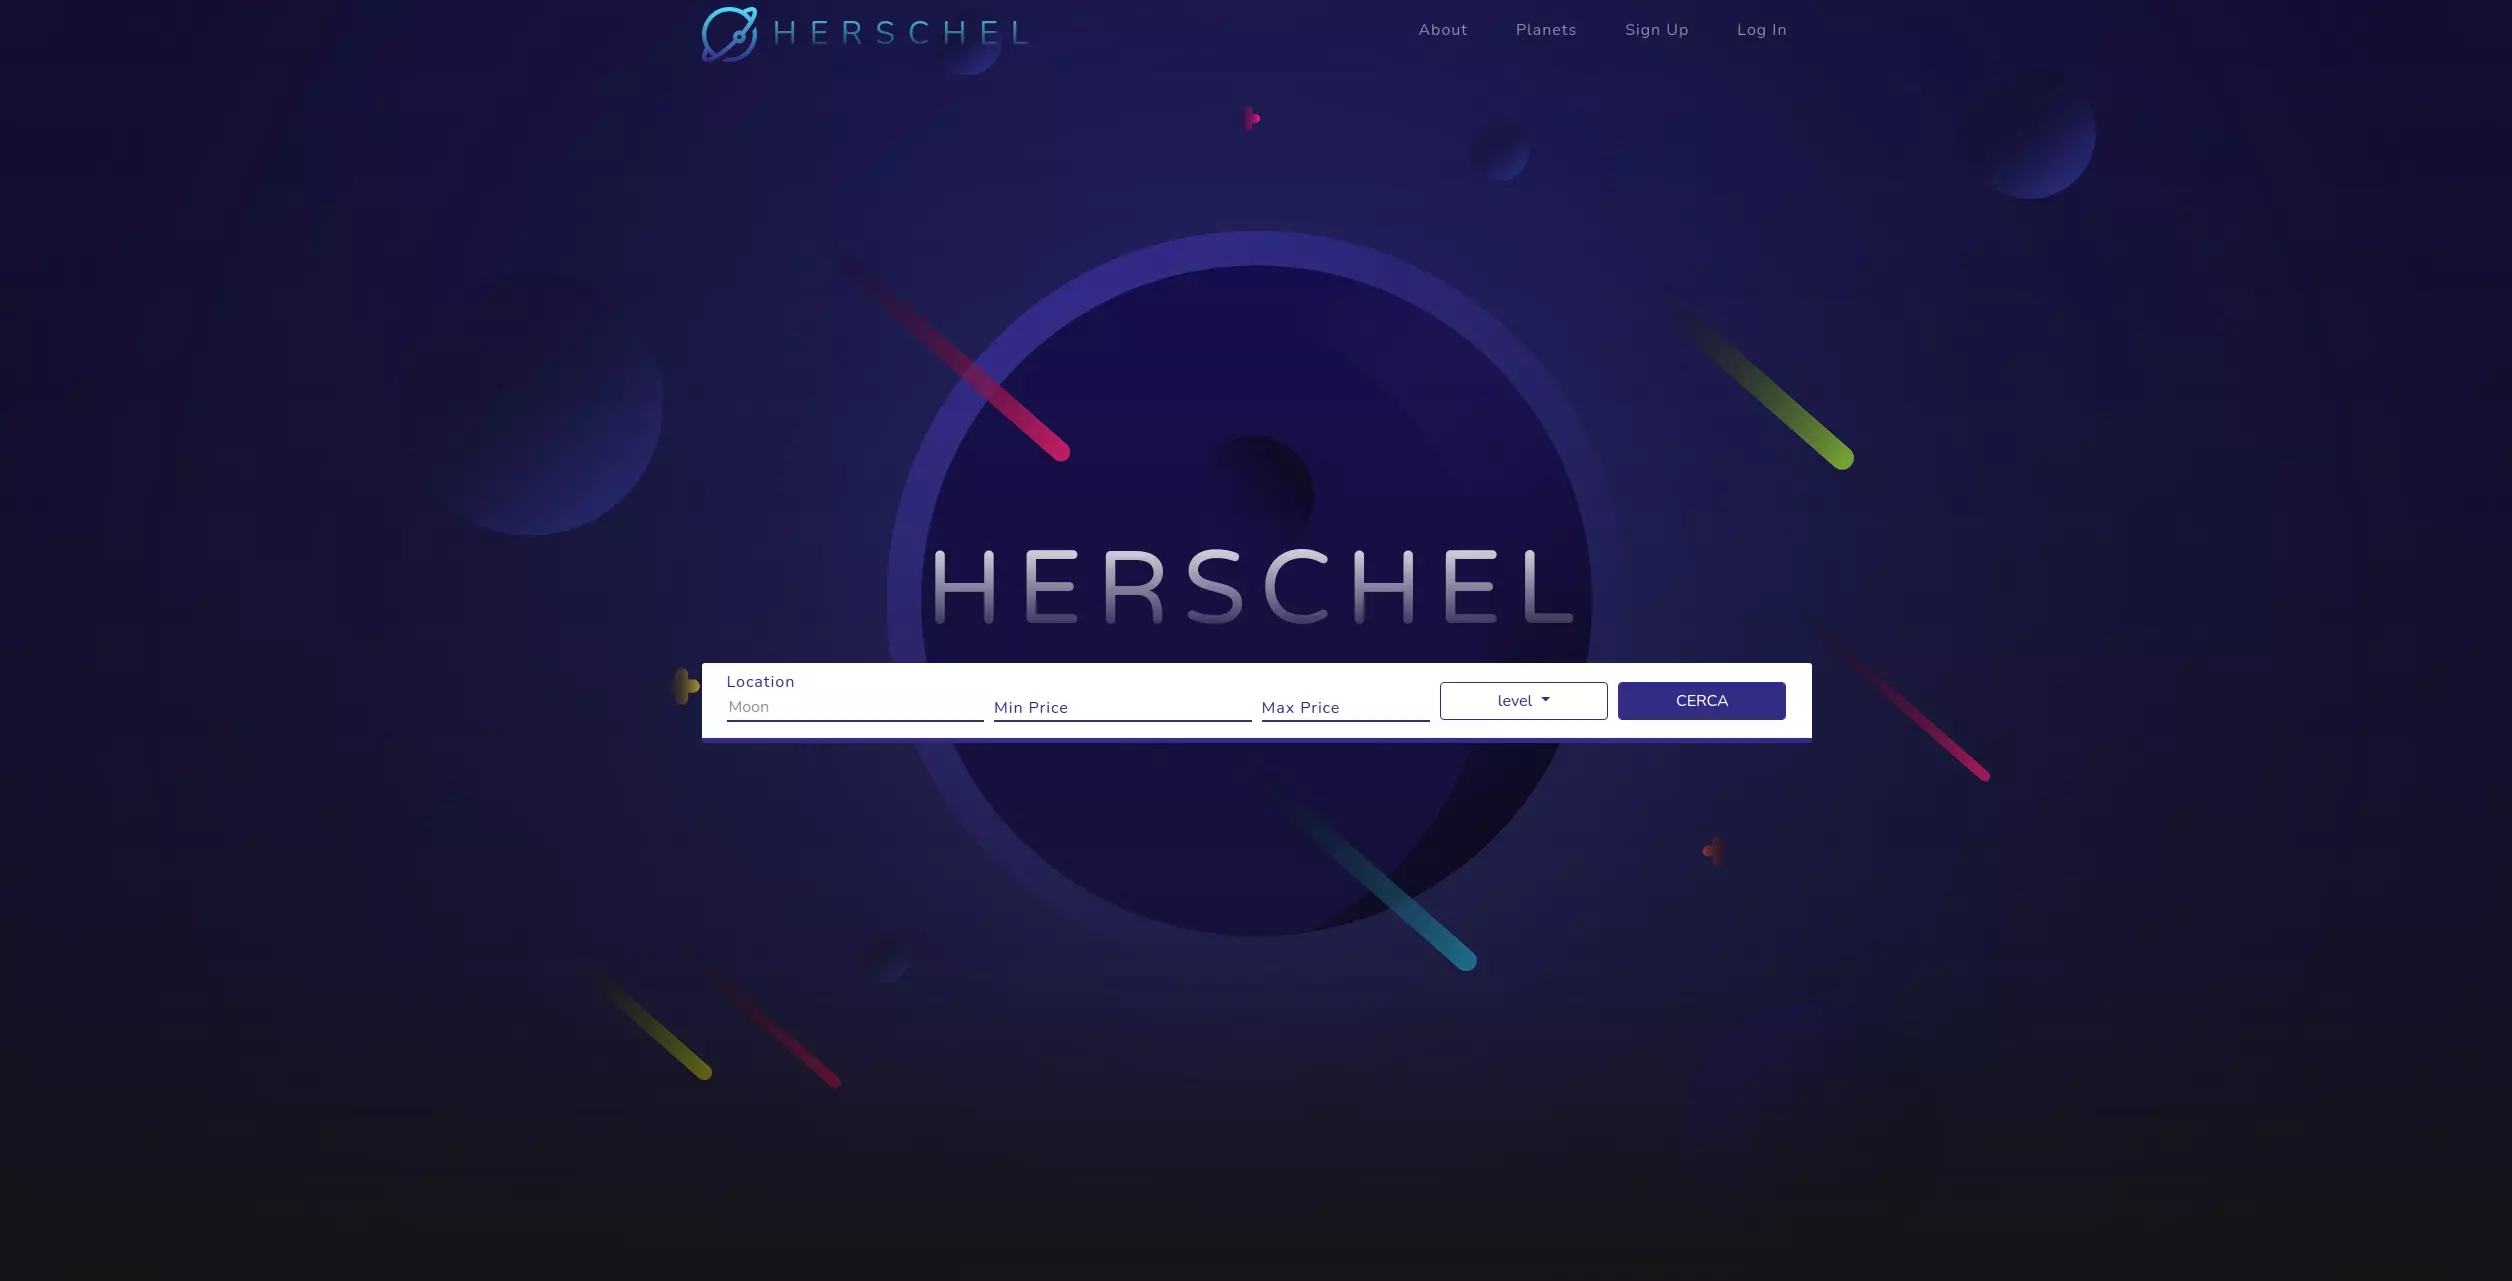 HERSCHEL
About Planets Sign Up Log In
HERSCHEL
Location
Moon
Min Price
Max Price
level
CERCA